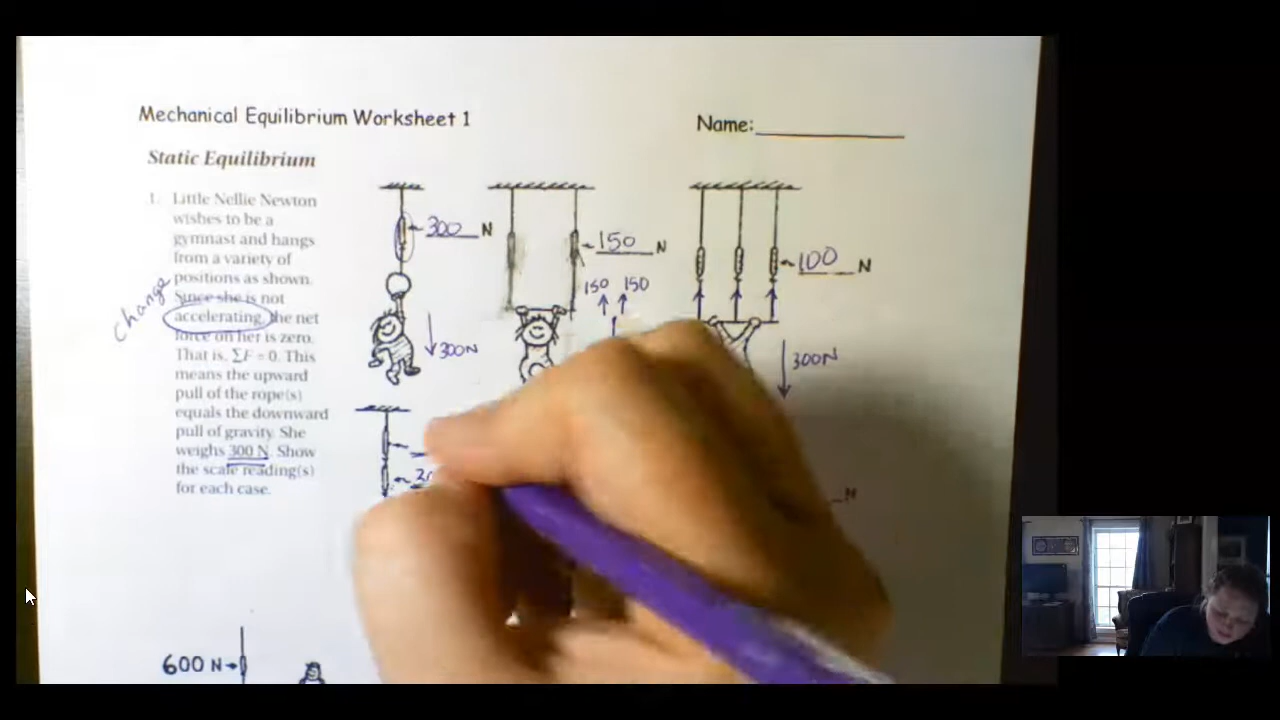 Mechanical Equilibrium Worksheet 1
Name:
Static Equilibrium
1. Little Nellie Newton
wishes to be a
gymnast and hangs
from a variety of
positions as shown.
Since she is not
accelerating, the net
force on her is zero.
That is, ΣF = 0. This
means the upward
pull of the rope(s)
equals the downward
pull of gravity. She
weighs 300 N. Show
the scale reading(s)
for each case.
change
300 N
300N
150 N
150 150
100 N
300N
N
600 N